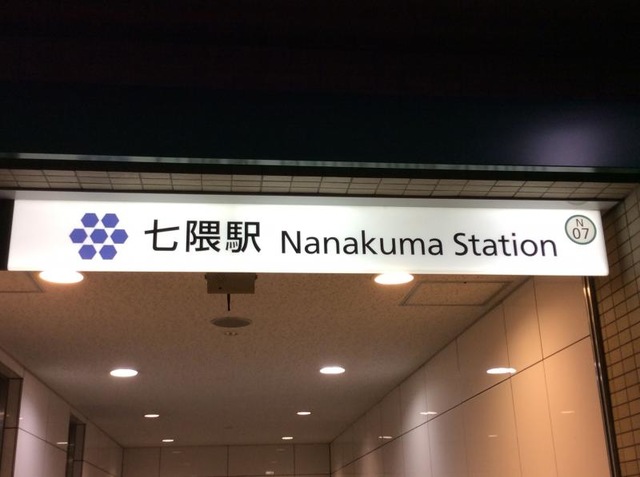 七隈駅 Nanakuma Station
N
07